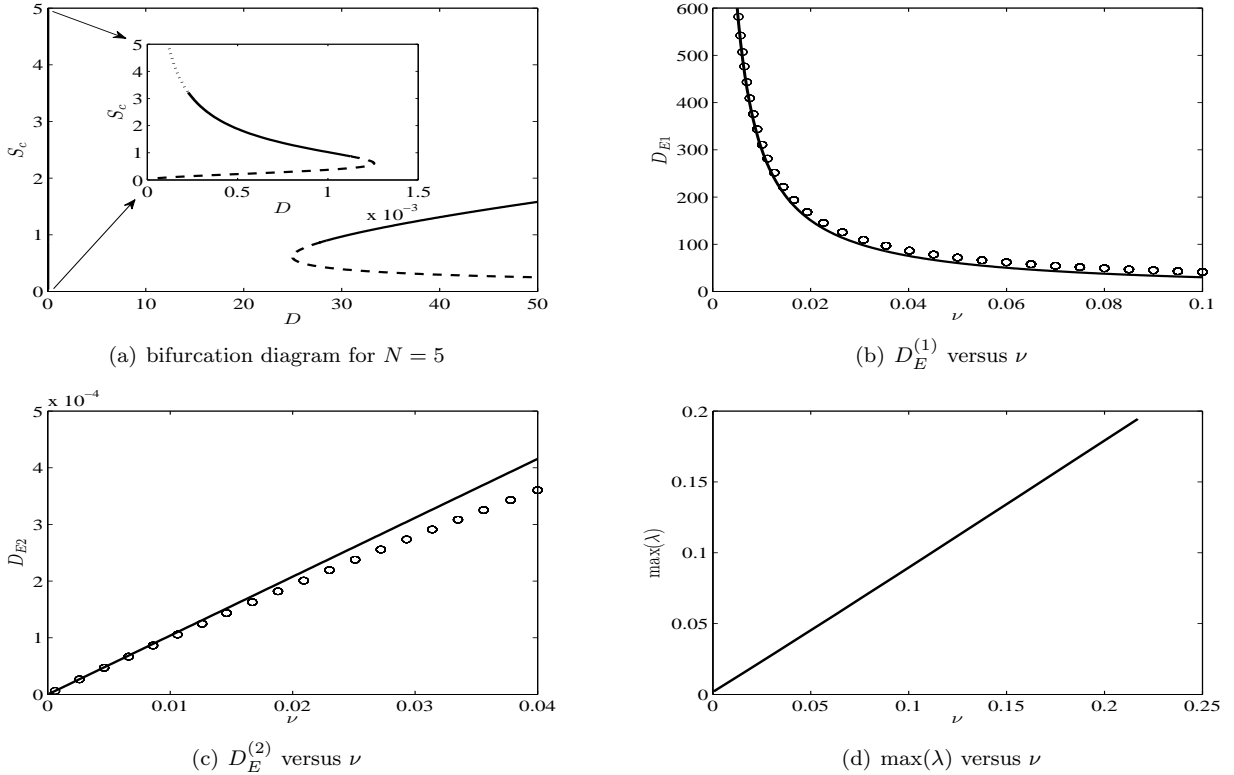 5
4
3
2
1
0
S_c
0 10 20 30 40 50
D
5
4
3
2
1
0
S_c
0 0.5 1 1.5
D
x 10⁻³
(a) bifurcation diagram for N = 5
600
500
400
300
200
100
0
D_{E1}
0 0.02 0.04 0.06 0.08 0.1
ν
(b) D_E^{(1)} versus ν
x 10⁻⁴
5
4
3
2
1
0
D_{E2}
0 0.01 0.02 0.03 0.04
ν
(c) D_E^{(2)} versus ν
0.2
0.15
0.1
0.05
0
max(λ)
0 0.05 0.1 0.15 0.2 0.25
ν
(d) max(λ) versus ν